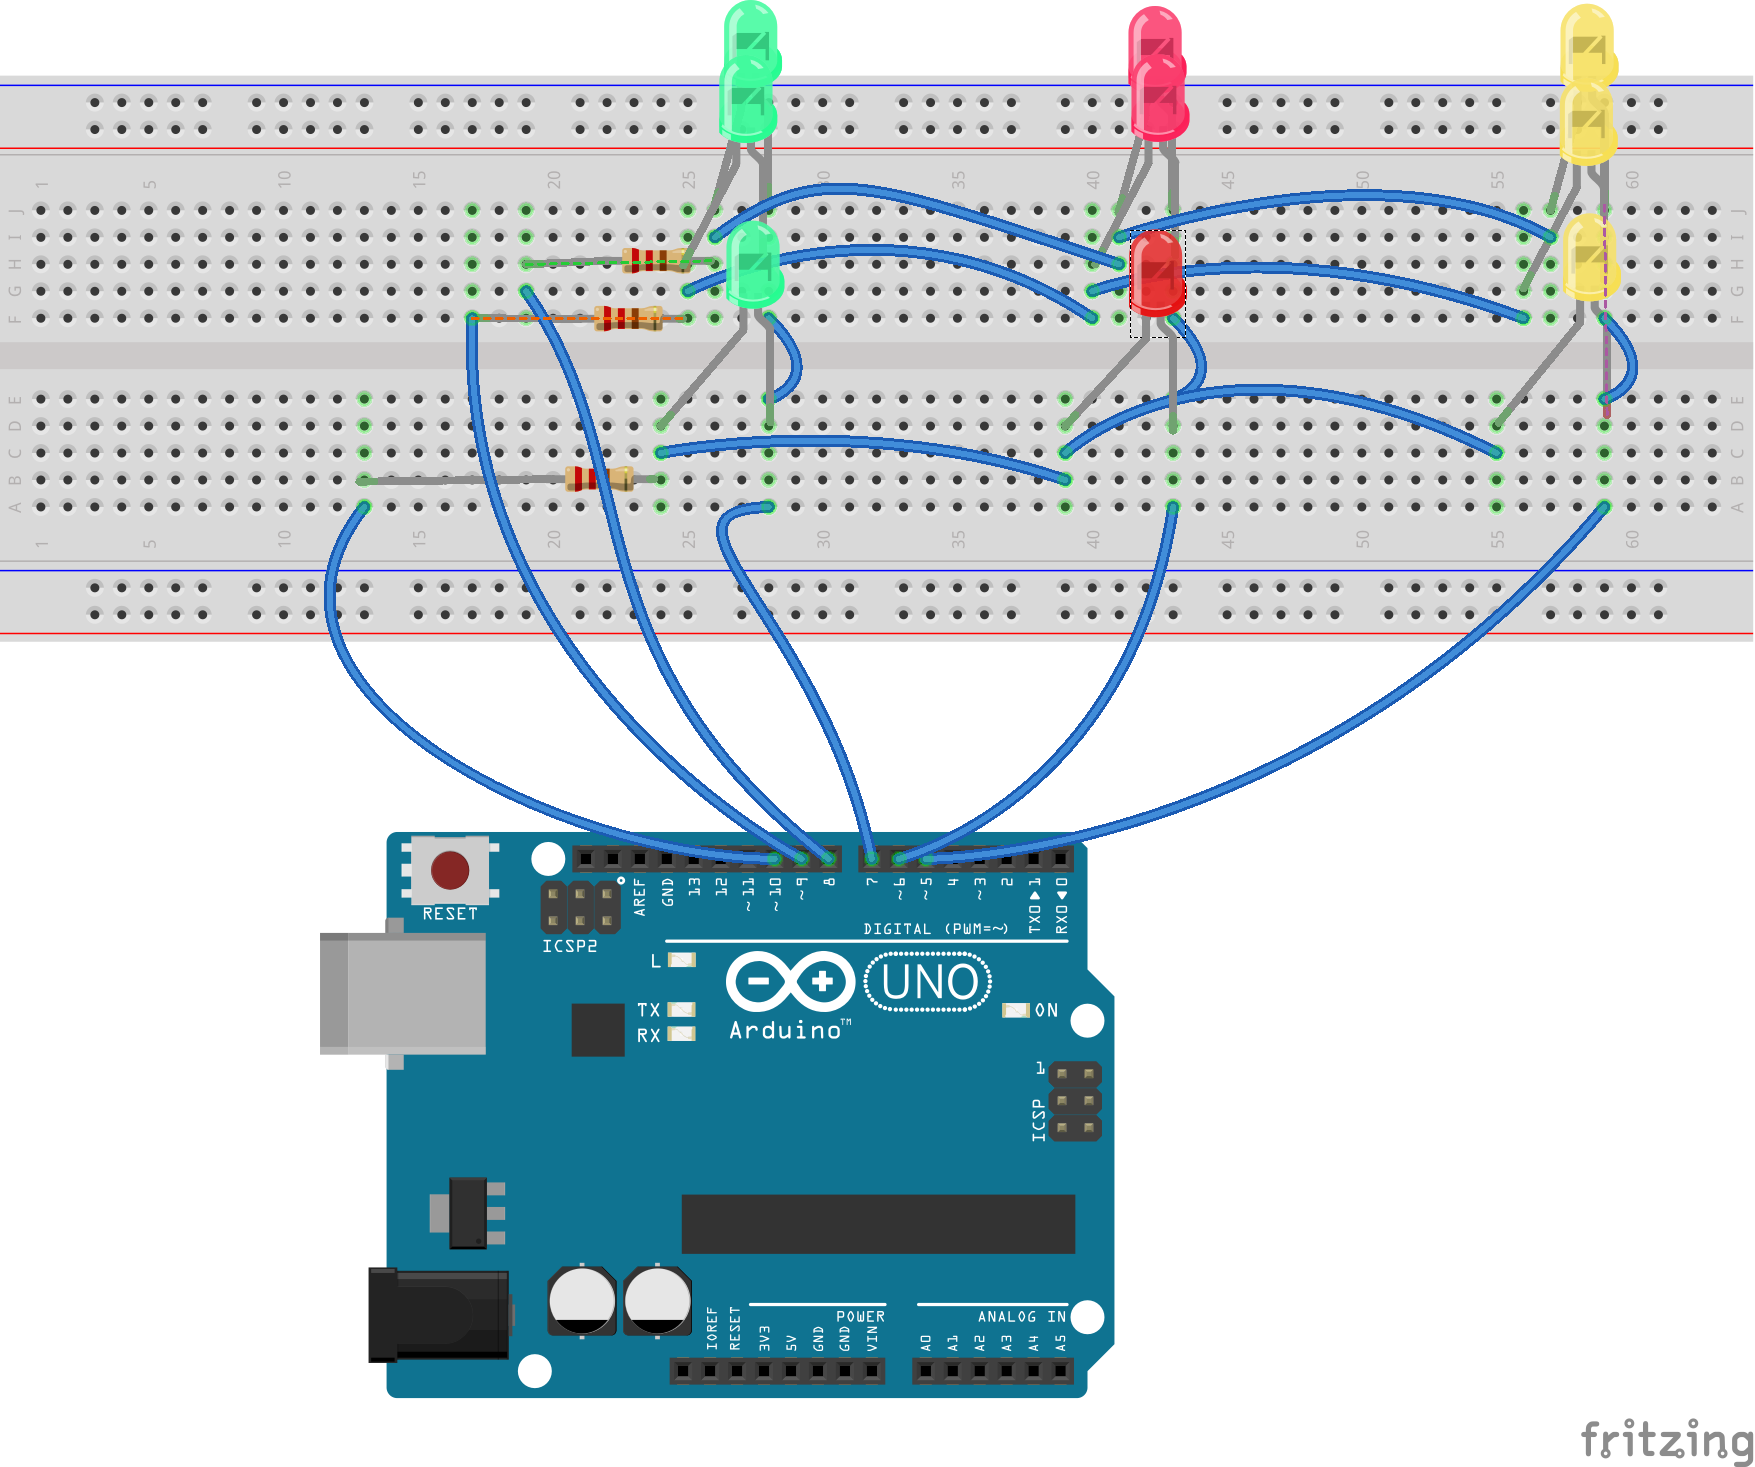 1 5 10 15 20 25 30 35 40 45 50 55 60
J J
I I
H H
G G
F F
E E
D D
C C
B B
A A
1 5 10 15 20 25 30 35 40 45 50 55 60
RESET
ICSP2
AREF
GND
13
12
~11
~10
~9
8
7
~6
~5
4
~3
2
TX0▶1
RX0◀0
DIGITAL (PWM=~)
L
TX
RX
UNO
Arduino™
ON
1
ICSP
POWER
ANALOG IN
IOREF
RESET
3V3
5V
GND
GND
VIN
A0
A1
A2
A3
A4
A5
fritzing